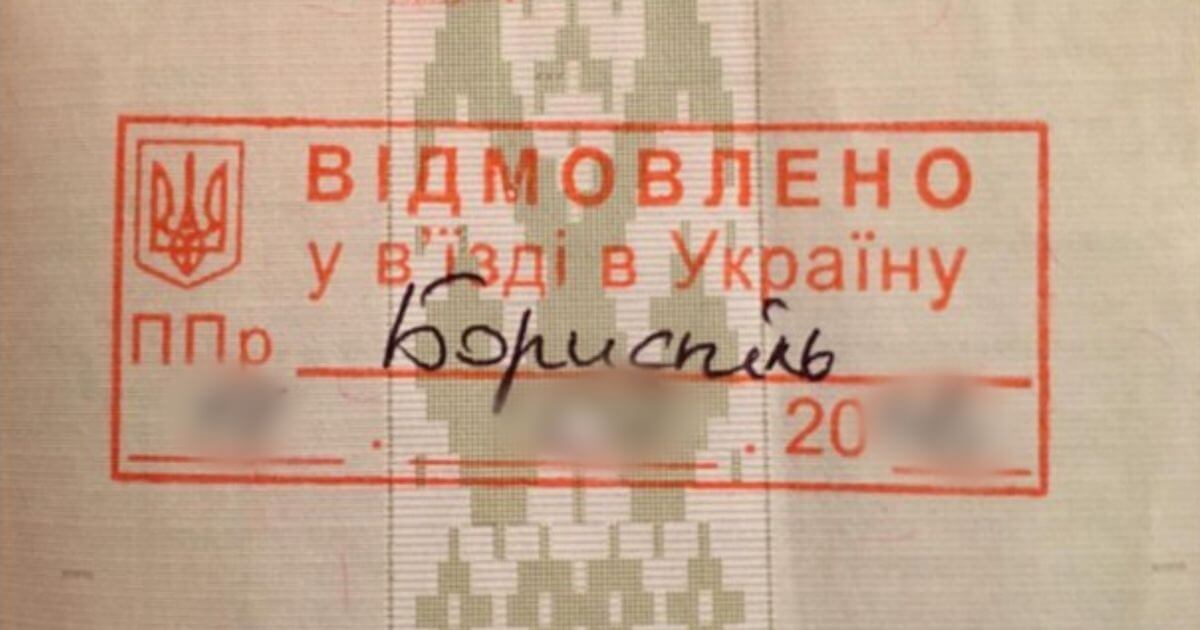 ВІДМОВЛЕНО
у в'їзді в Україну
ППр Бориспіль
. . 20